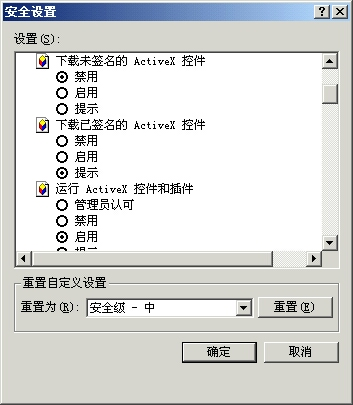 安全设置
设置(S):
下载未签名的 ActiveX 控件
禁用
启用
提示
下载已签名的 ActiveX 控件
禁用
启用
提示
运行 ActiveX 控件和插件
管理员认可
禁用
启用
重置自定义设置
重置为(R): 安全级 - 中 重置(E)
确定 取消